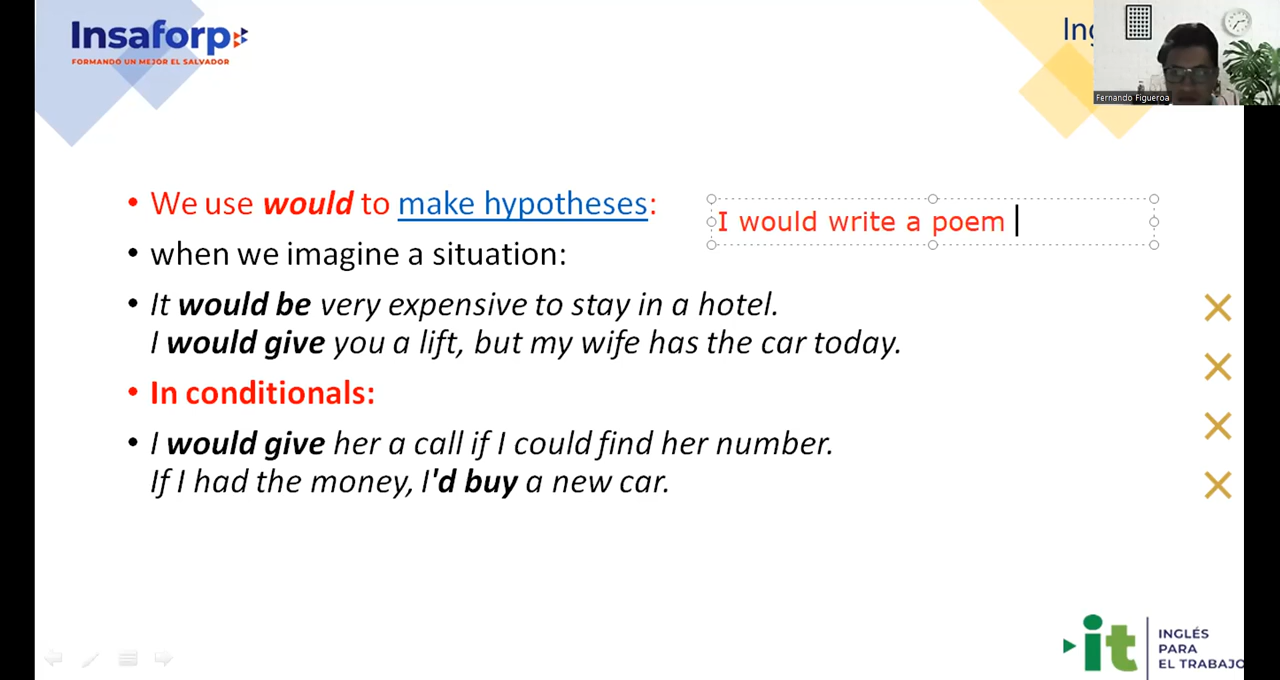 Insaforp
FORMANDO UN MEJOR EL SALVADOR
Fernando Figueroa
• We use would to make hypotheses:
I would write a poem
• when we imagine a situation:
• It would be very expensive to stay in a hotel.
I would give you a lift, but my wife has the car today.
• In conditionals:
• I would give her a call if I could find her number.
If I had the money, I'd buy a new car.
it
INGLÉS
PARA
EL TRABAJO